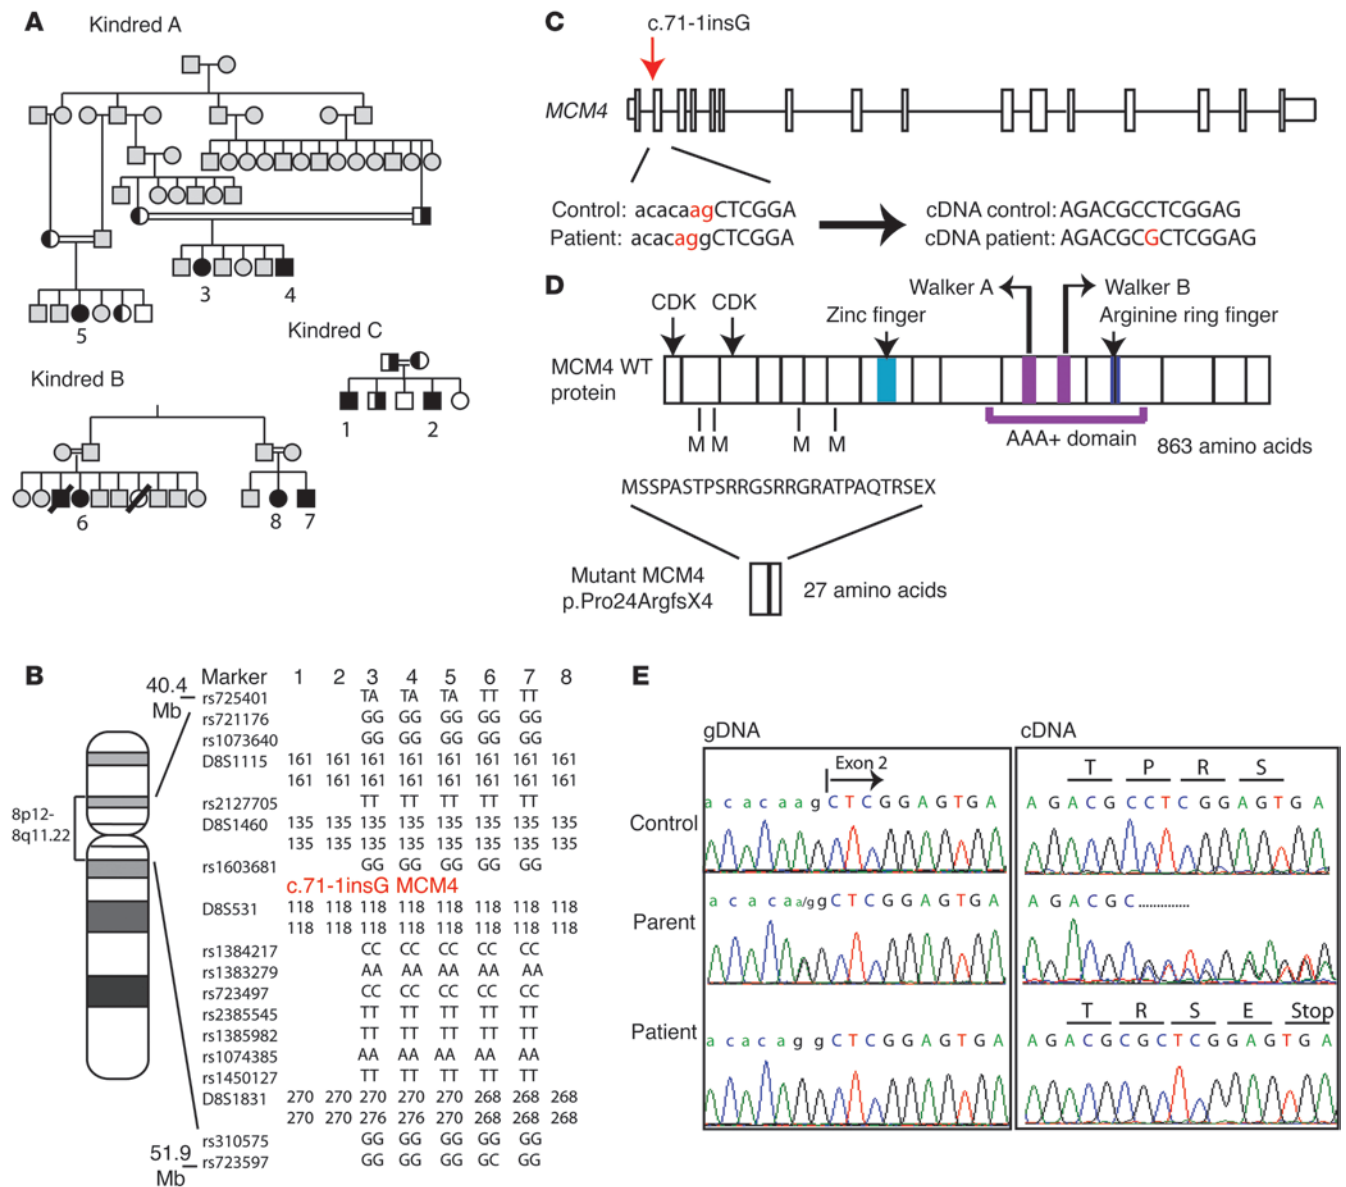 A
Kindred A
3
4
5
Kindred C
1
2
Kindred B
6
8
7
C
c.71-1insG
MCM4
Control: acacaagCTCGGA
Patient: acacaggCTCGGA
cDNA control: AGACGCCTCGGAG
cDNA patient: AGACGCGCTCGGAG
D
CDK
CDK
Zinc finger
Walker A
Walker B
Arginine ring finger
MCM4 WT
protein
M M M M
AAA+ domain
863 amino acids
MSSPASTPSRRGSRRGRATPAQTRSEX
Mutant MCM4
p.Pro24ArgfsX4
27 amino acids
B
40.4
Mb
8p12-
8q11.22
51.9
Mb
Marker 1 2 3 4 5 6 7 8
rs725401 TA TA TA TT TT
rs721176 GG GG GG GG GG
rs1073640 GG GG GG GG GG
D8S1115 161 161 161 161 161 161 161 161
161 161 161 161 161 161 161 161
rs2127705 TT TT TT TT TT
D8S1460 135 135 135 135 135 135 135 135
135 135 135 135 135 135 135 135
rs1603681 GG GG GG GG GG
c.71-1insG MCM4
D8S531 118 118 118 118 118 118 118 118
118 118 118 118 118 118 118 118
rs1384217 CC CC CC CC CC
rs1383279 AA AA AA AA AA
rs723497 CC CC CC CC CC
rs2385545 TT TT TT TT TT
rs1385982 TT TT TT TT TT
rs1074385 AA AA AA AA AA
rs1450127 TT TT TT TT TT
D8S1831 270 270 270 270 270 268 268 268
270 270 276 276 270 268 268 268
rs310575 GG GG GG GG GG
rs723597 GG GG GG GC GG
E
gDNA
Exon 2
Control
a c a c a a g C T C G G A G T G A
Parent
a c a c a a/g g C T C G G A G T G A
Patient
a c a c a g g C T C G G A G T G A
cDNA
T P R S
A G A C G C C T C G G A G T G A
A G A C G C ..............
T R S E Stop
A G A C G C G C T C G G A G T G A